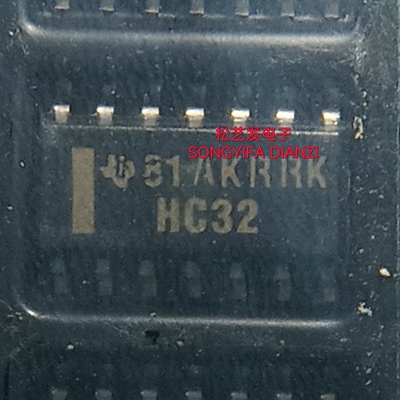 松艺发电子
SONGYIFA DIANZI
81AKRRK
HC32